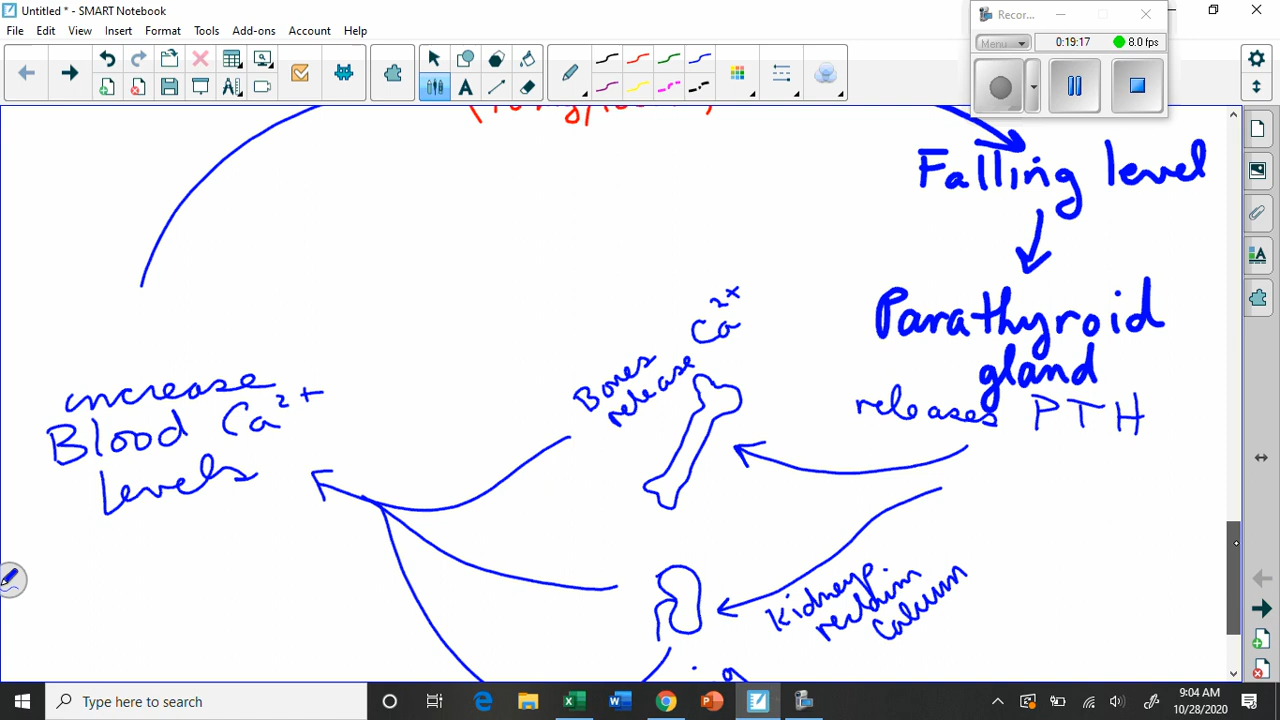 Untitled * - SMART Notebook
File Edit View Insert Format Tools Add-ons Account Help
Recor...
Menu
0:19:17
8.0 fps
Falling level
Parathyroid
gland
releases PTH
Bones
release Ca2+
increase
Blood Ca2+
levels
Kidneys
reclaim
calcium
Type here to search
9:04 AM
10/28/2020